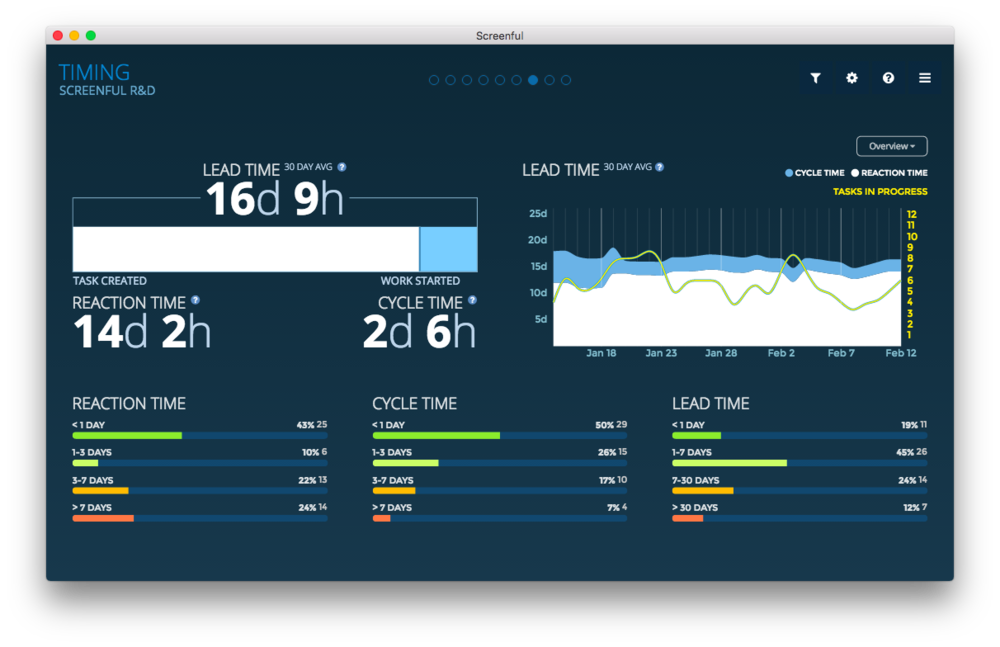 Screenful
TIMING
SCREENFUL R&D
Overview
LEAD TIME 30 DAY AVG ?
16d 9h
TASK CREATED
WORK STARTED
REACTION TIME ?
14d 2h
CYCLE TIME ?
2d 6h
LEAD TIME 30 DAY AVG ?
CYCLE TIME REACTION TIME
TASKS IN PROGRESS
25d
20d
15d
10d
5d
12
11
10
9
8
7
6
5
4
3
2
1
Jan 18 Jan 23 Jan 28 Feb 2 Feb 7 Feb 12
REACTION TIME
< 1 DAY 43% 25
1-3 DAYS 10% 6
3-7 DAYS 22% 13
> 7 DAYS 24% 14
CYCLE TIME
< 1 DAY 50% 29
1-3 DAYS 26% 15
3-7 DAYS 17% 10
> 7 DAYS 7% 4
LEAD TIME
< 1 DAY 19% 11
1-7 DAYS 45% 26
7-30 DAYS 24% 14
> 30 DAYS 12% 7